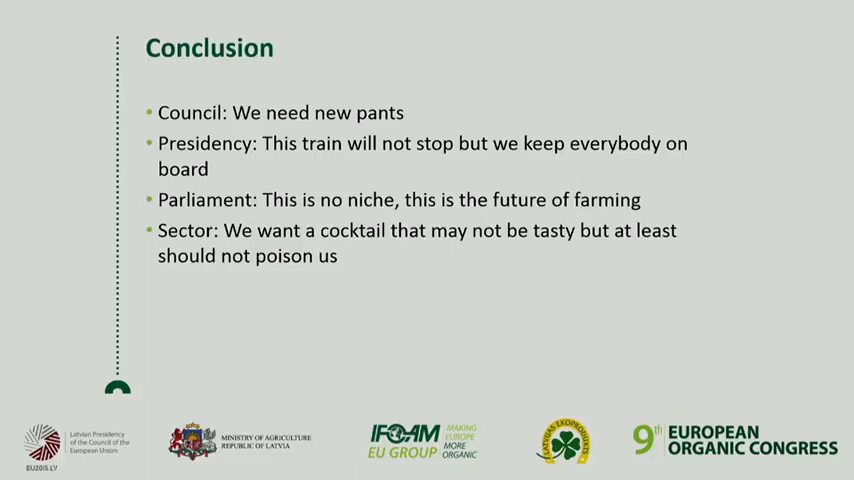 Conclusion
• Council: We need new pants
• Presidency: This train will not stop but we keep everybody on
board
• Parliament: This is no niche, this is the future of farming
• Sector: We want a cocktail that may not be tasty but at least
should not poison us
Latvian Presidency
of the Council of the
European Union
EU2015.LV
MINISTRY OF AGRICULTURE
REPUBLIC OF LATVIA
IFOAM
EU GROUP
MAKING
EUROPE
MORE
ORGANIC
LATVIJAS EKOPRODUKTS
9th EUROPEAN
ORGANIC CONGRESS